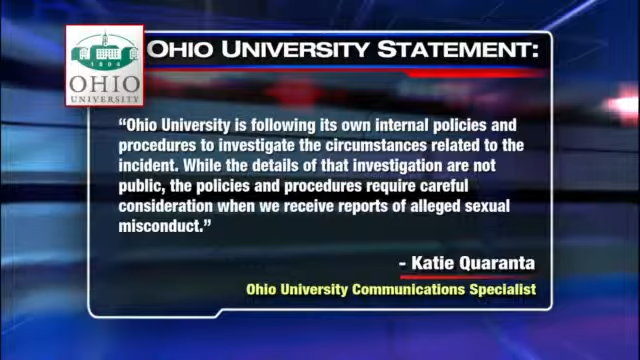 OHIO UNIVERSITY STATEMENT:
1804
OHIO
UNIVERSITY
“Ohio University is following its own internal policies and
procedures to investigate the circumstances related to the
incident. While the details of that investigation are not
public, the policies and procedures require careful
consideration when we receive reports of alleged sexual
misconduct.”
- Katie Quaranta
Ohio University Communications Specialist